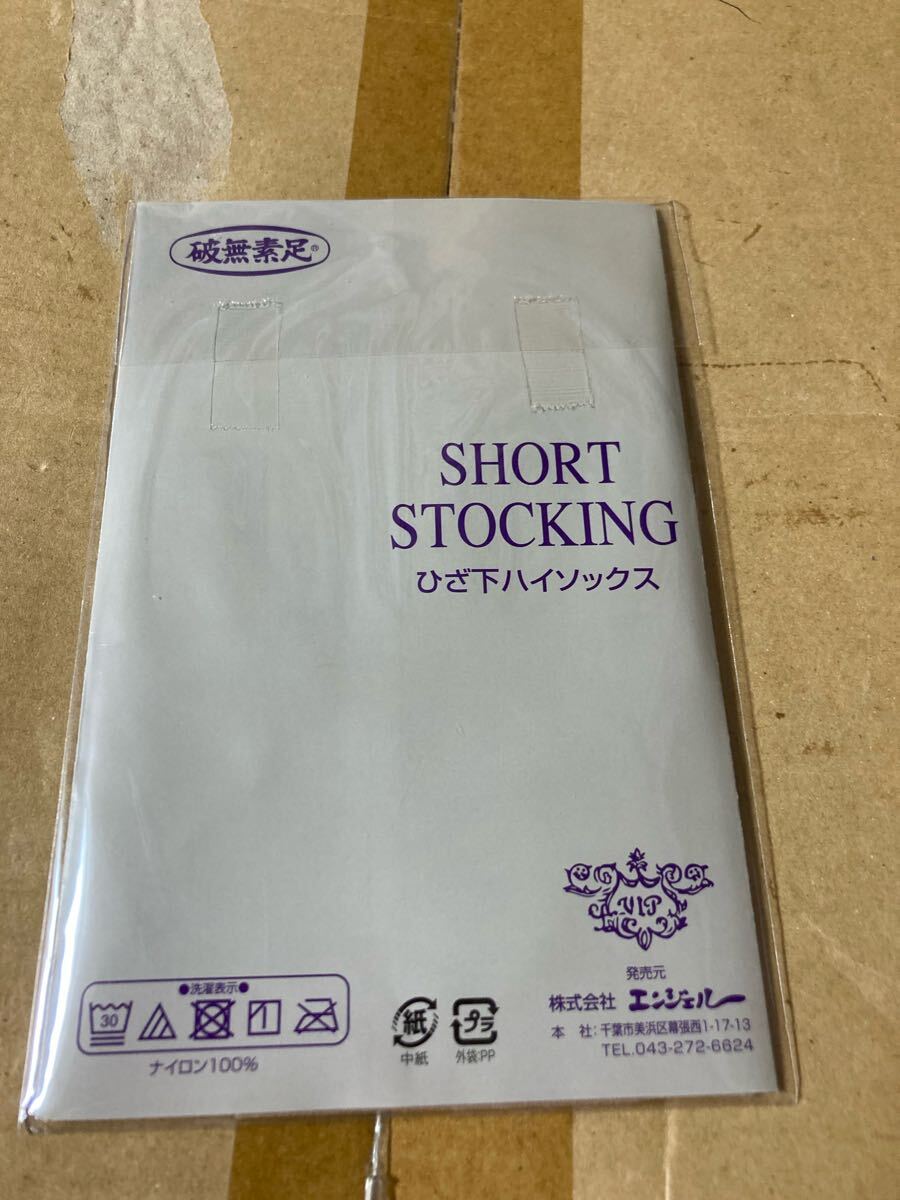 破無素足®
SHORT
STOCKING
ひざ下ハイソックス
VIP
●洗濯表示●
30
ナイロン100%
紙
中紙
プラ
外袋:PP
発売元
株式会社 エンジェルー
本 社:千葉市美浜区幕張西1-17-13
TEL.043-272-6624